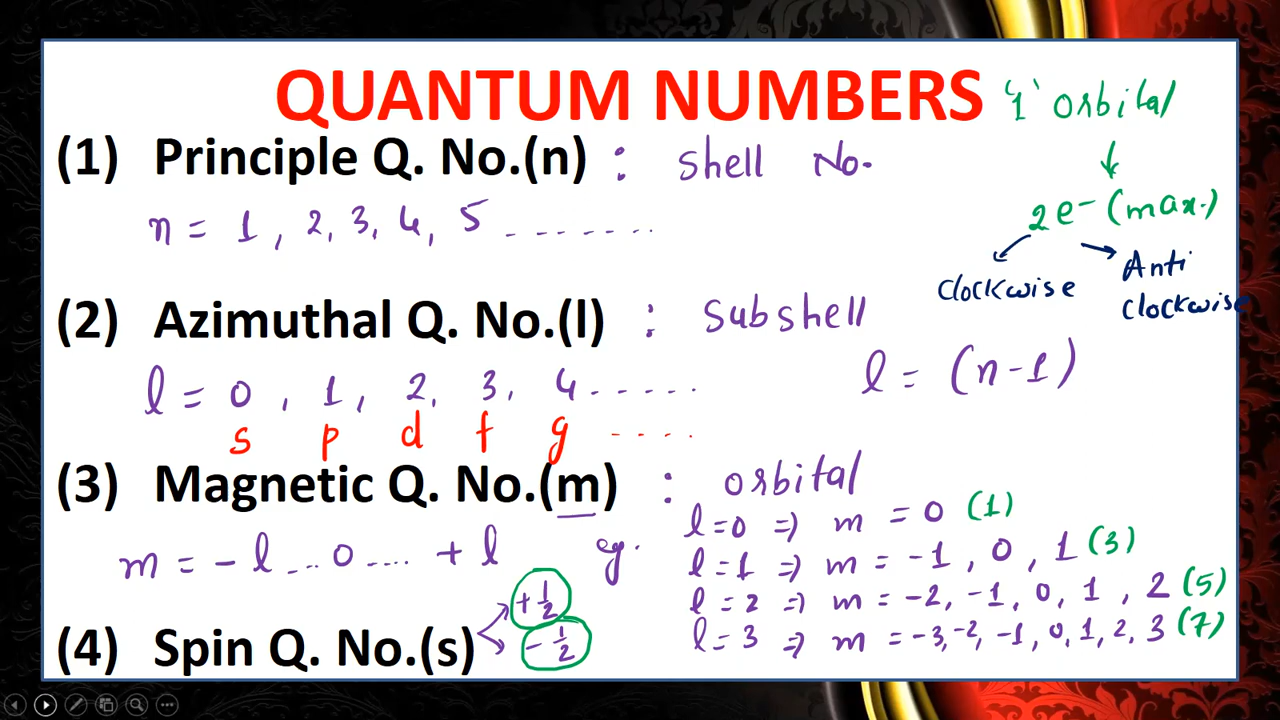 QUANTUM NUMBERS
'1' orbital
↓
2e⁻ (max.)
Clockwise
Anti
clockwise
(1) Principle Q. No.(n) : Shell No.
n = 1, 2, 3, 4, 5 .......
(2) Azimuthal Q. No.(l) : Subshell
l = 0, 1, 2, 3, 4 ......
l = (n-1)
s p d f g ....
(3) Magnetic Q. No.(m) : orbital
m = -l ... 0 .... +l
eg.
l=0 => m = 0 (1)
l=1 => m = -1, 0, 1 (3)
l=2 => m = -2, -1, 0, 1, 2 (5)
l=3 => m = -3, -2, -1, 0, 1, 2, 3 (7)
(4) Spin Q. No.(s)
+1/2
-1/2